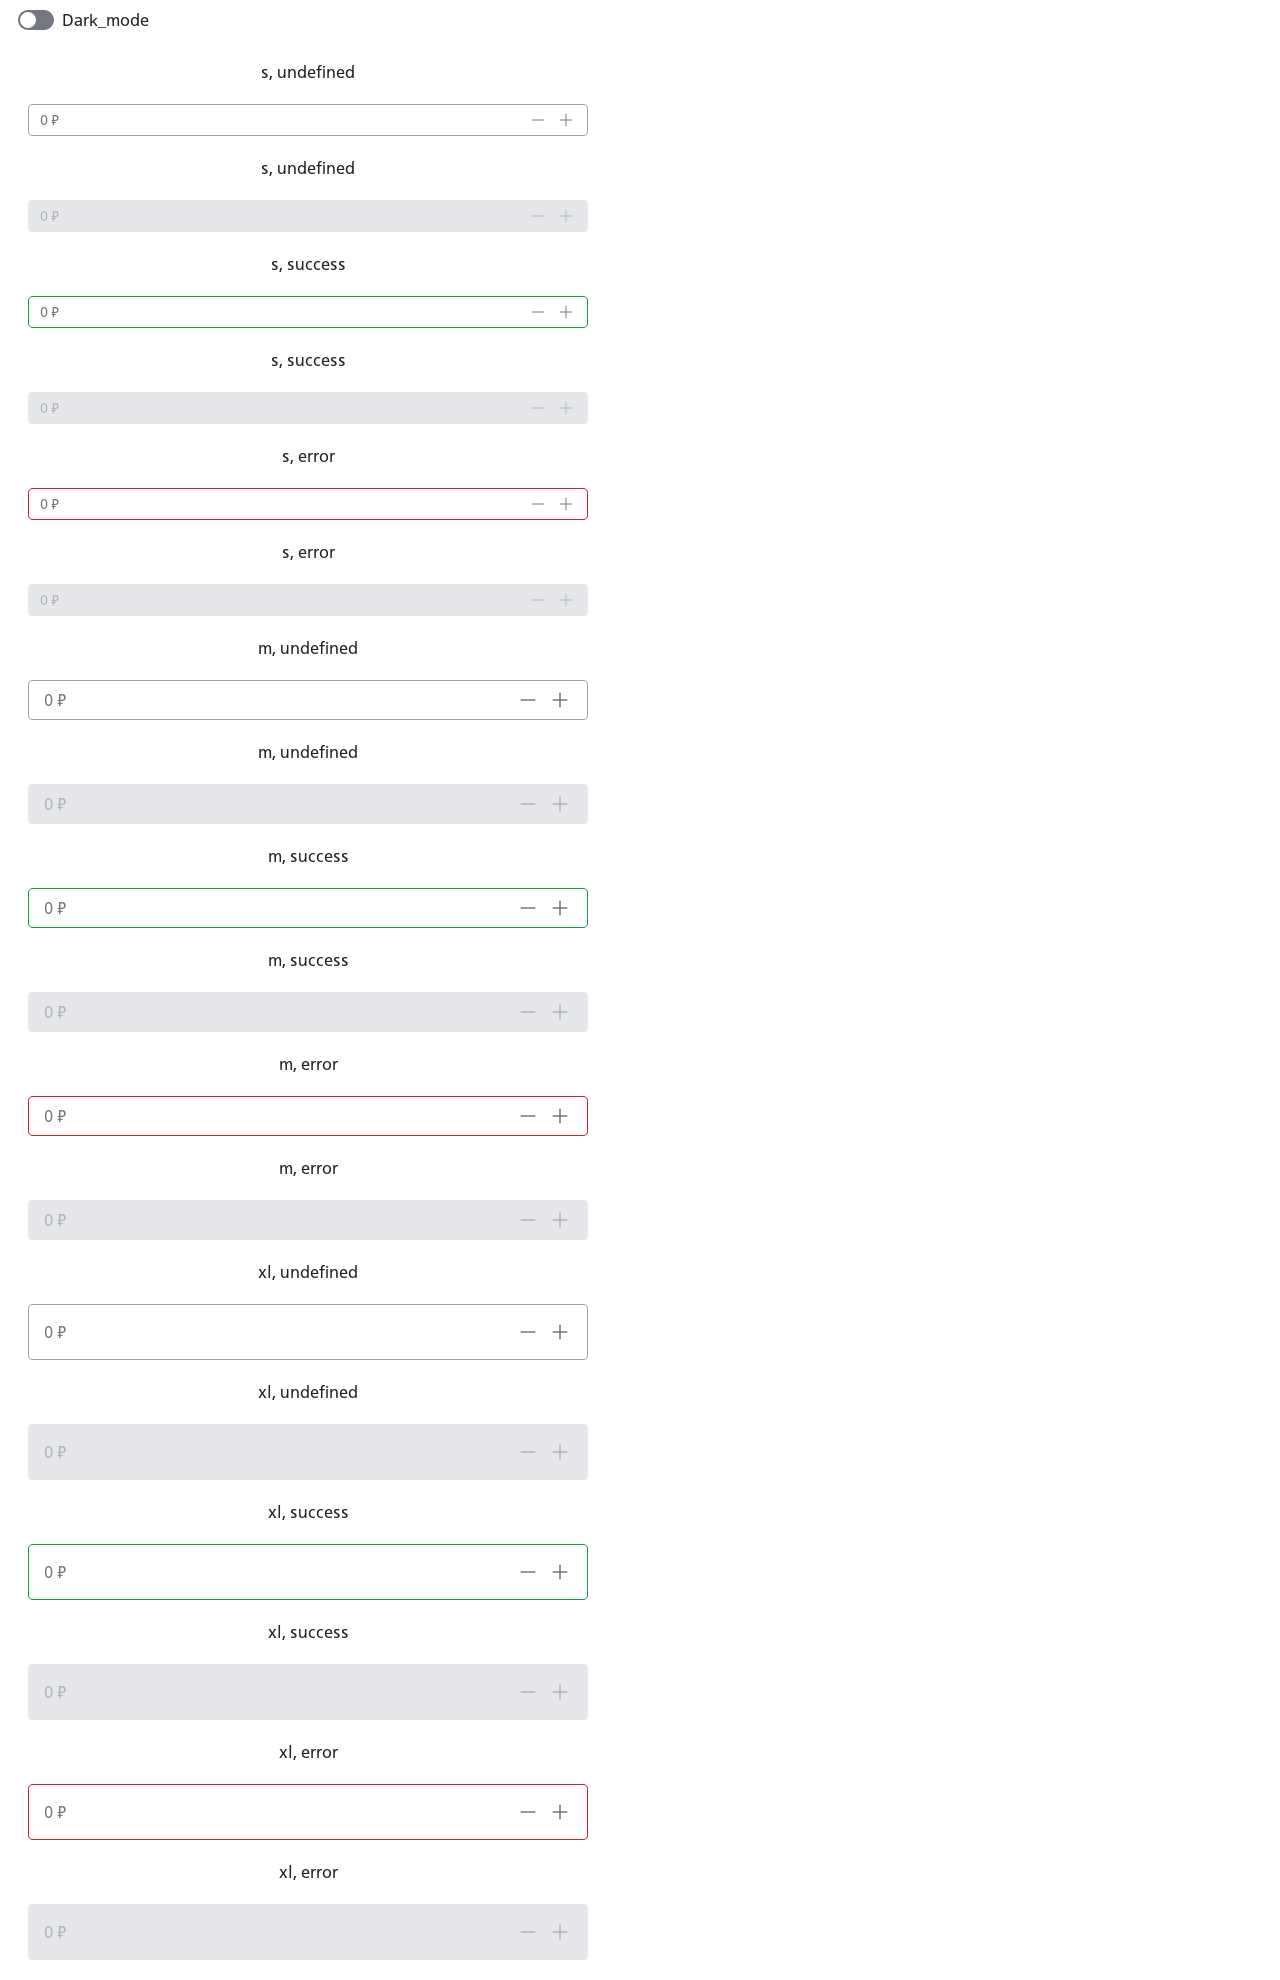 Dark_mode
s, undefined
0 ₽
s, undefined
0 ₽
s, success
0 ₽
s, success
0 ₽
s, error
0 ₽
s, error
0 ₽
m, undefined
0 ₽
m, undefined
0 ₽
m, success
0 ₽
m, success
0 ₽
m, error
0 ₽
m, error
0 ₽
xl, undefined
0 ₽
xl, undefined
0 ₽
xl, success
0 ₽
xl, success
0 ₽
xl, error
0 ₽
xl, error
0 ₽